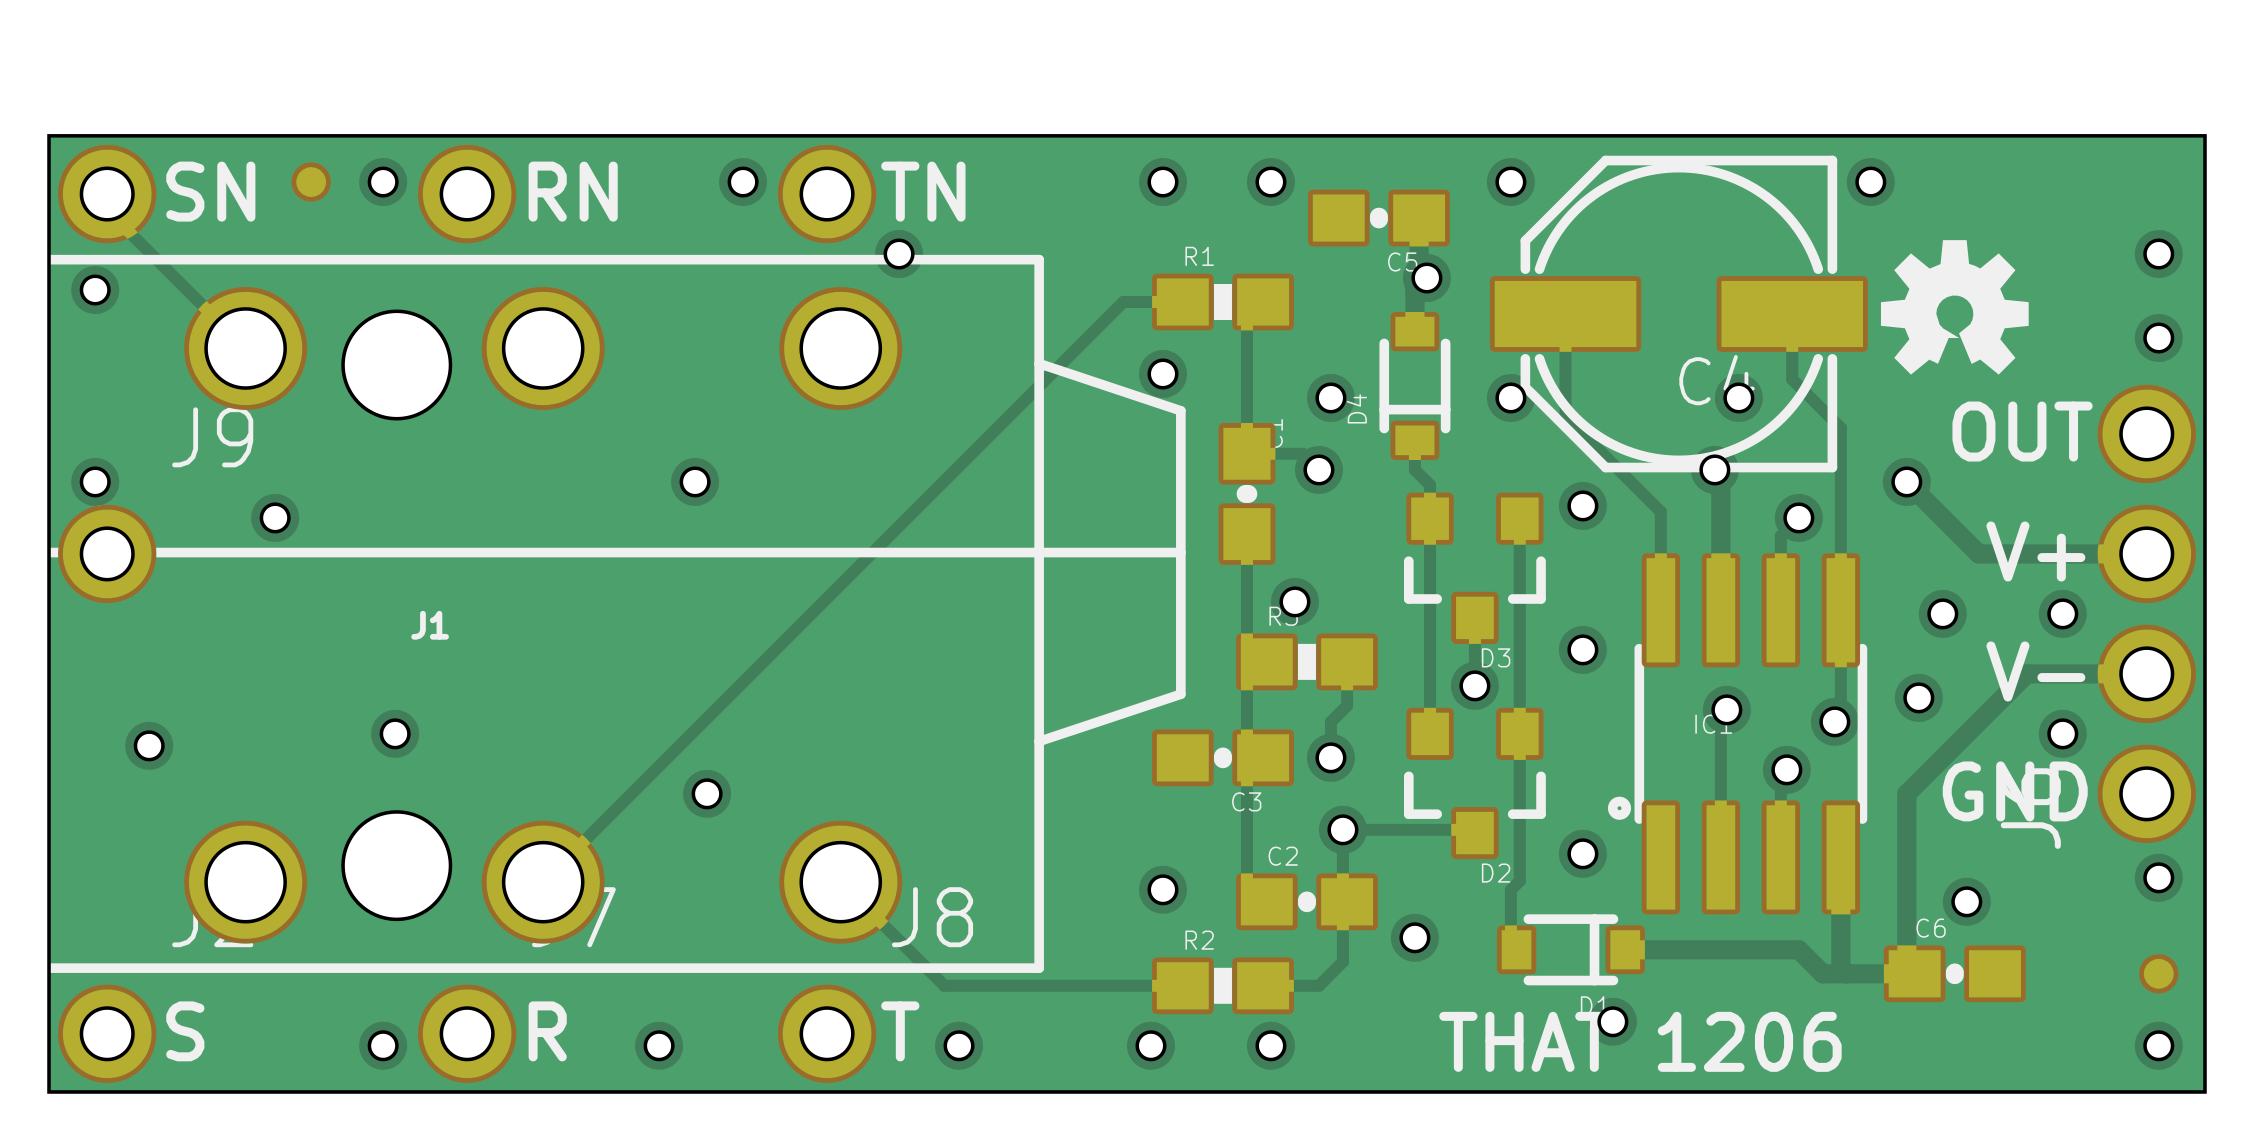 SN RN TN
R1
C5
C4
D4
J9
C1
OUT
V+
J1
R3
D3
V-
IC1
GND
C3
C2
D2
J2 J7 J8
R2
C6
D1
S R T
THAT 1206